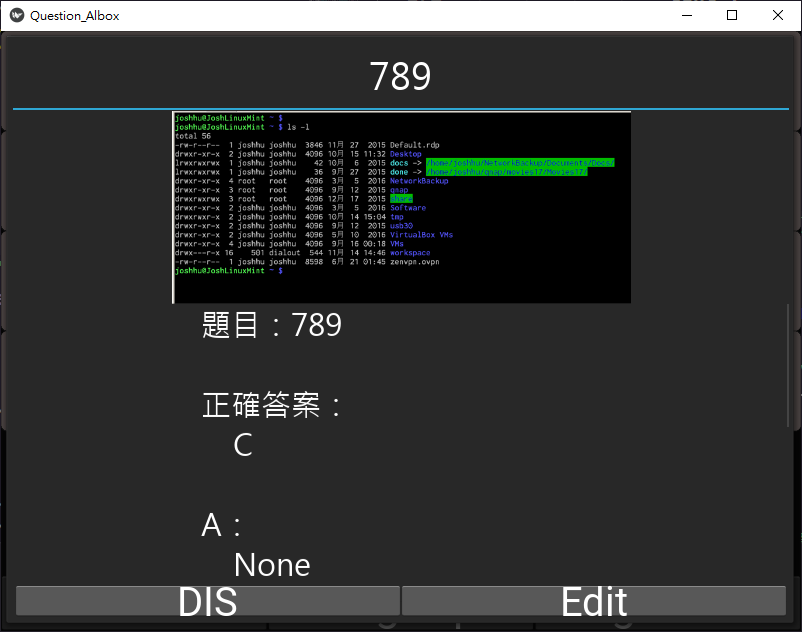 Question_Albox
789
joshhu@JoshLinuxMint ~ $
joshhu@JoshLinuxMint ~ $ ls -l
total 56
-rw-r--r-- 1 joshhu joshhu 3846 11月 27 2015 Default.rdp
drwxr-xr-x 2 joshhu joshhu 4096 10月 15 11:32 Desktop
lrwxrwxrwx 1 joshhu joshhu 42 10月 6 2015 docs -> /home/joshhu/NetworkBackup/Documents/Docs/
lrwxrwxrwx 1 joshhu joshhu 36 9月 27 2015 done -> /home/joshhu/qnap/movies17/Movies17/
drwxr-xr-x 4 root root 4096 3月 5 2016 NetworkBackup
drwxr-xr-x 3 root root 4096 9月 12 2015 qnap
drwxrwxrwx 3 root root 4096 12月 17 2015 share
drwxr-xr-x 2 joshhu joshhu 4096 3月 5 2016 Software
drwxr-xr-x 2 joshhu joshhu 4096 10月 14 15:04 tmp
drwxr-xr-x 2 joshhu joshhu 4096 9月 12 2015 usb30
drwxrwxr-x 2 joshhu joshhu 4096 5月 10 2016 VirtualBox VMs
drwxr-xr-x 4 joshhu joshhu 4096 9月 16 00:18 VMs
drwx---r-x 16 501 dialout 544 11月 14 14:46 workspace
-rw-r--r-- 1 joshhu joshhu 8598 6月 21 01:45 zenvpn.ovpn
joshhu@JoshLinuxMint ~ $
題目：789
正確答案：
C
A：
None
DIS
Edit